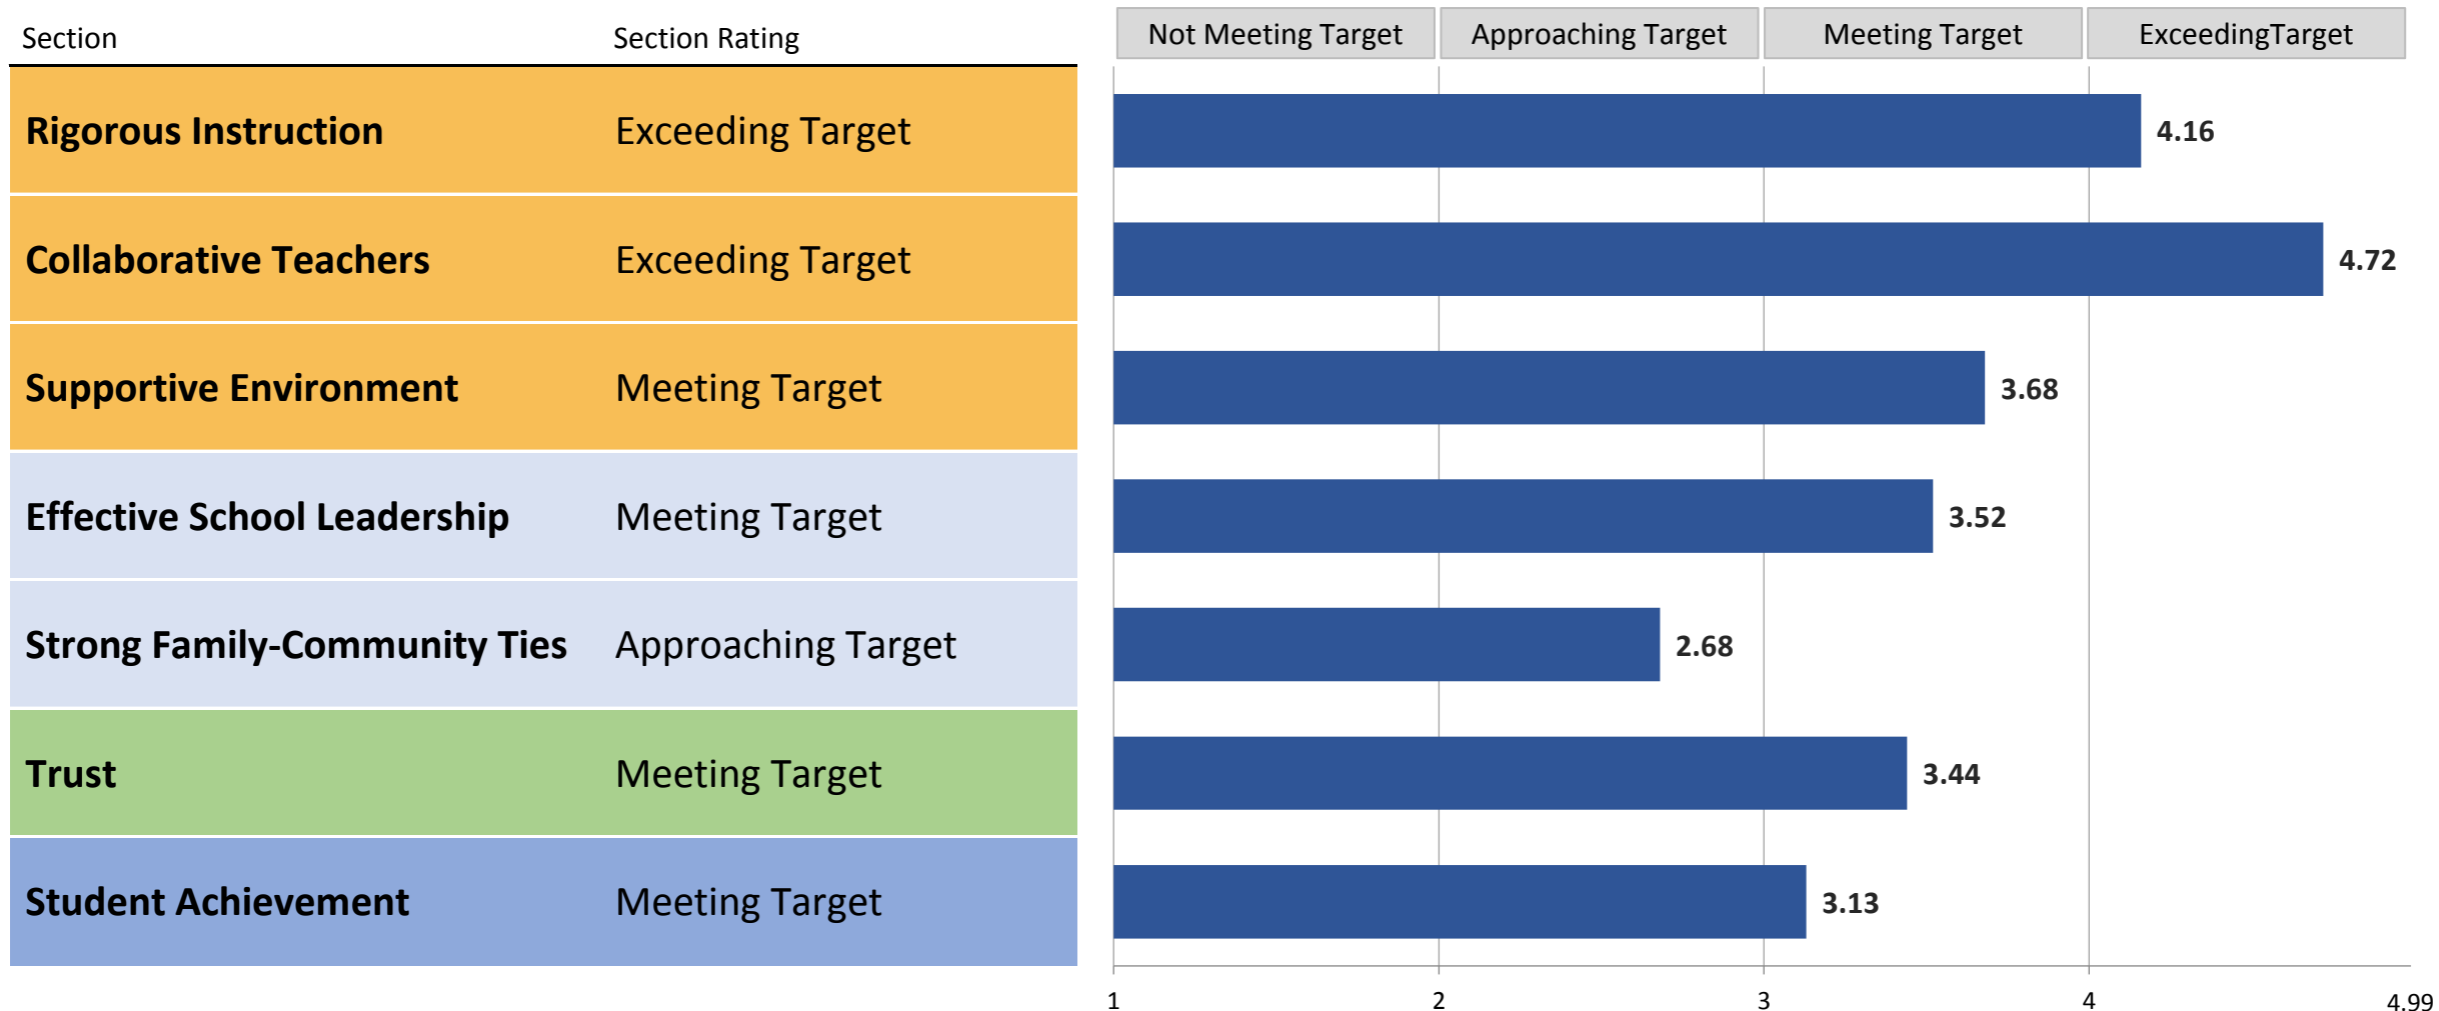 Section Section Rating Not Meeting Target Approaching Target Meeting Target ExceedingTarget
Rigorous Instruction Exceeding Target 4.16
Collaborative Teachers Exceeding Target 4.72
Supportive Environment Meeting Target 3.68
Effective School Leadership Meeting Target 3.52
Strong Family-Community Ties Approaching Target 2.68
Trust Meeting Target 3.44
Student Achievement Meeting Target 3.13
1 2 3 4 4.99